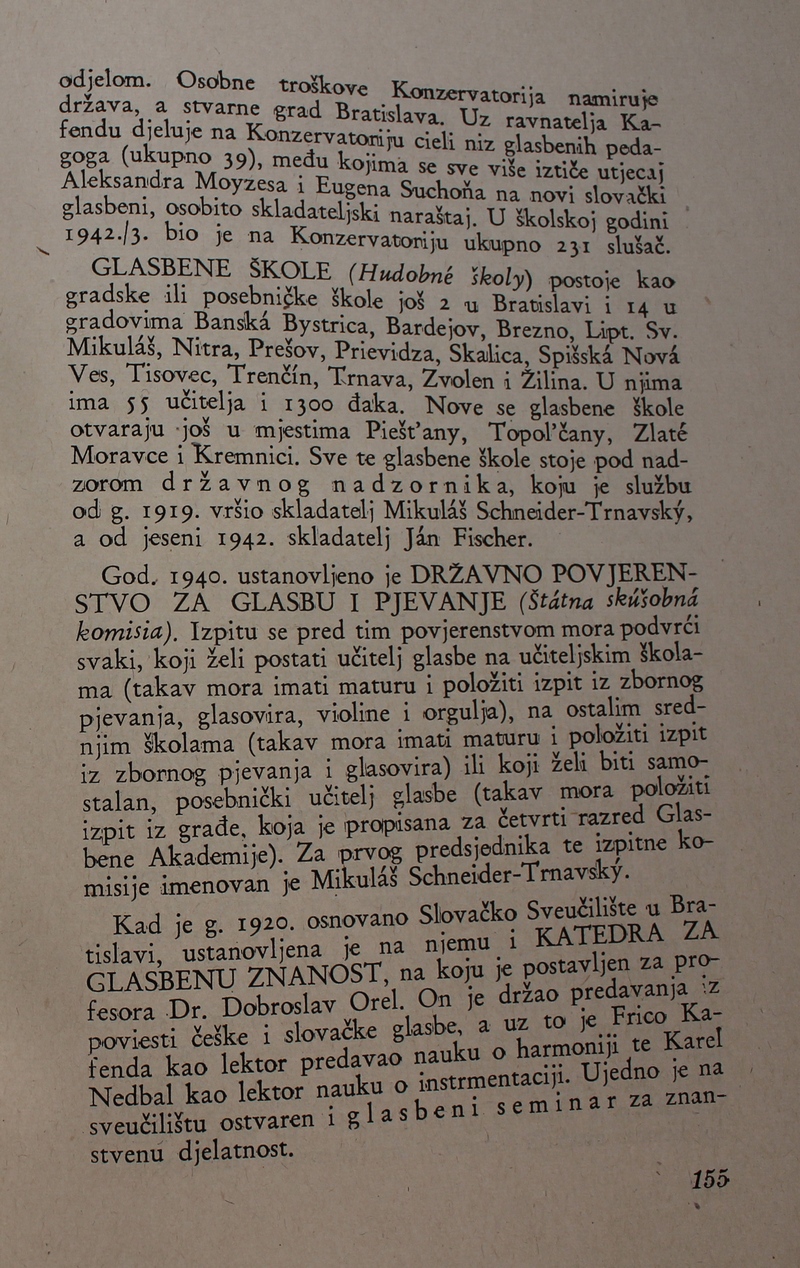 odjelom. Osobne troškove Konzervatorija namiruje
država, a stvarne grad Bratislava. Uz ravnatelja Ka-
fendu djeluje na Konzervatoriju cieli niz glasbenih peda-
goga (ukupno 39), među kojima se sve više iztiče utjecaj
Aleksandra Moyzesa i Eugena Suchoňa na novi slovački
glasbeni, osobito skladateljski naraštaj. U školskoj godini
1942./3. bio je na Konzervatoriju ukupno 231 slušač.
GLASBENE ŠKOLE (Hudobné školy) postoje kao
gradske ili posebničke škole još 2 u Bratislavi i 14 u
gradovima Banská Bystrica, Bardejov, Brezno, Lipt. Sv.
Mikuláš, Nitra, Prešov, Prievidza, Skalica, Spišská Nová
Ves, Tisovec, Trenčín, Trnava, Zvolen i Žilina. U njima
ima 55 učitelja i 1300 đaka. Nove se glasbene škole
otvaraju još u mjestima Piešt'any, Topol'čany, Zlaté
Moravce i Kremnici. Sve te glasbene škole stoje pod nad-
zorom državnog nadzornika, koju je službu
od g. 1919. vršio skladatelj Mikuláš Schneider-Trnavský,
a od jeseni 1942. skladatelj Ján Fischer.
God. 1940. ustanovljeno je DRŽAVNO POVJEREN-
STVO ZA GLASBU I PJEVANJE (Štátna skúšobná
komisia). Izpitu se pred tim povjerenstvom mora podvrći
svaki, koji želi postati učitelj glasbe na učiteljskim škola-
ma (takav mora imati maturu i položiti izpit iz zbornog
pjevanja, glasovira, violine i orgulja), na ostalim sred-
njim školama (takav mora imati maturu i položiti izpit
iz zbornog pjevanja i glasovira) ili koji želi biti samo-
stalan, posebnički učitelj glasbe (takav mora položiti
izpit iz građe, koja je propisana za četvrti razred Glas-
bene Akademije). Za prvog predsjednika te izpitne ko-
misije imenovan je Mikuláš Schneider-Trnavský.
Kad je g. 1920. osnovano Slovačko Sveučilište u Bra-
tislavi, ustanovljena je na njemu i KATEDRA ZA
GLASBENU ZNANOST, na koju je postavljen za pro-
fesora Dr. Dobroslav Orel. On je držao predavanja iz
poviesti češke i slovačke glasbe, a uz to je Frico Ka-
fenda kao lektor predavao nauku o harmoniji te Karel
Nedbal kao lektor nauku o instrmentaciji. Ujedno je na
sveučilištu ostvaren i glasbeni seminar za znan-
stvenu djelatnost.
155